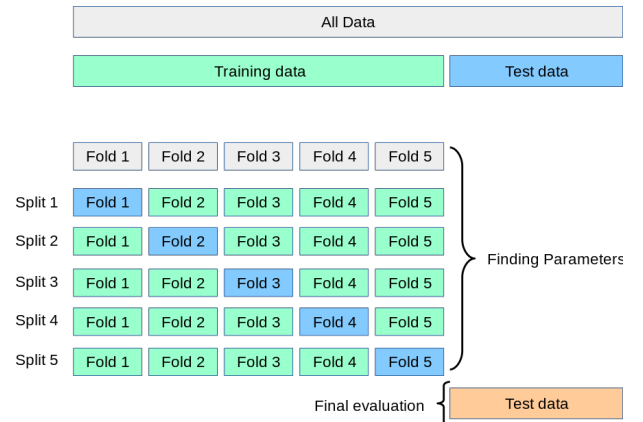 All Data
Training data Test data
Fold 1 Fold 2 Fold 3 Fold 4 Fold 5
Split 1 Fold 1 Fold 2 Fold 3 Fold 4 Fold 5
Split 2 Fold 1 Fold 2 Fold 3 Fold 4 Fold 5
Finding Parameters
Split 3 Fold 1 Fold 2 Fold 3 Fold 4 Fold 5
Split 4 Fold 1 Fold 2 Fold 3 Fold 4 Fold 5
Split 5 Fold 1 Fold 2 Fold 3 Fold 4 Fold 5
Final evaluation Test data